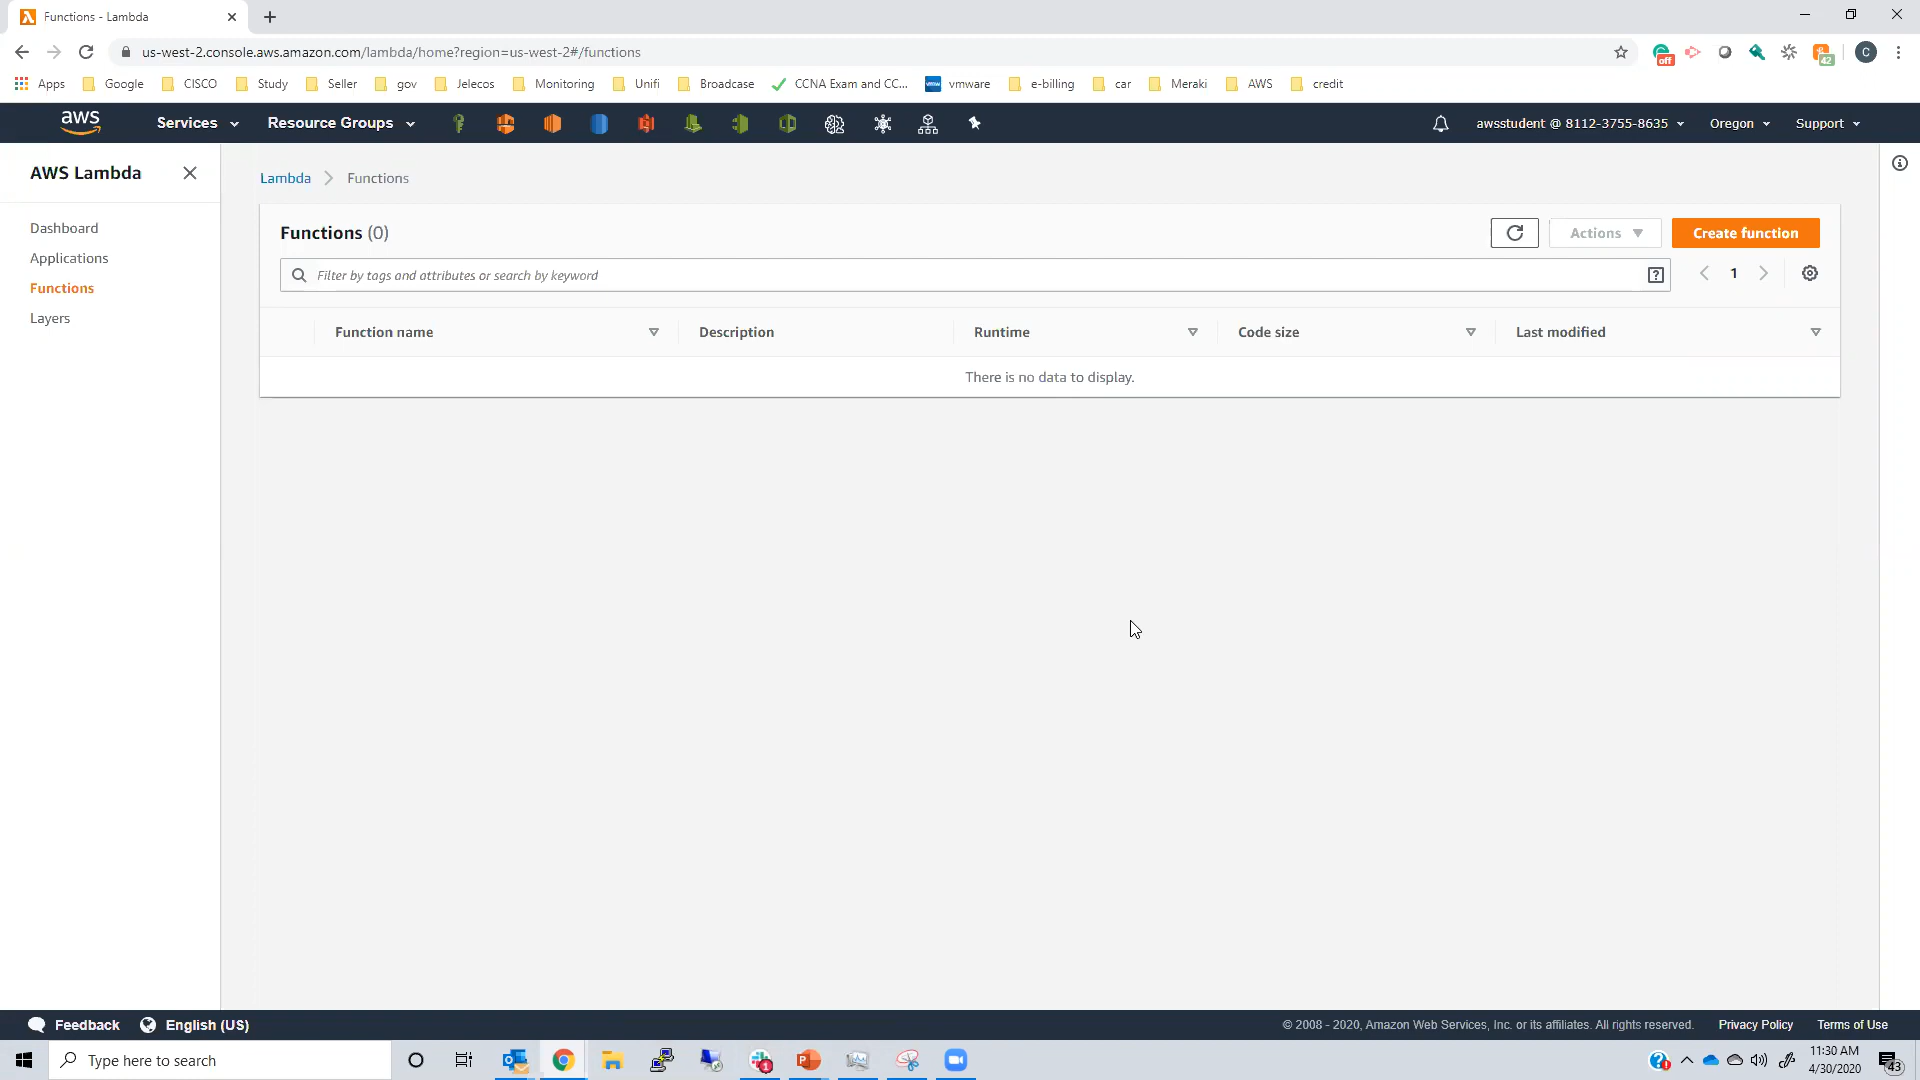 Functions - Lambda
us-west-2.console.aws.amazon.com/lambda/home?region=us-west-2#/functions
off
42
C
Apps Google CISCO Study Seller gov Jelecos Monitoring Unifi Broadcase CCNA Exam and CC... vmware e-billing car Meraki AWS credit
aws Services Resource Groups awsstudent @ 8112-3755-8635 Oregon Support
AWS Lambda
Dashboard
Applications
Functions
Layers
Lambda > Functions
Functions (0)
Actions
Create function
Filter by tags and attributes or search by keyword
?
< 1 >
Function name Description Runtime Code size Last modified
There is no data to display.
Feedback English (US) © 2008 - 2020, Amazon Web Services, Inc. or its affiliates. All rights reserved. Privacy Policy Terms of Use
Type here to search
1
P
11:30 AM
4/30/2020
43